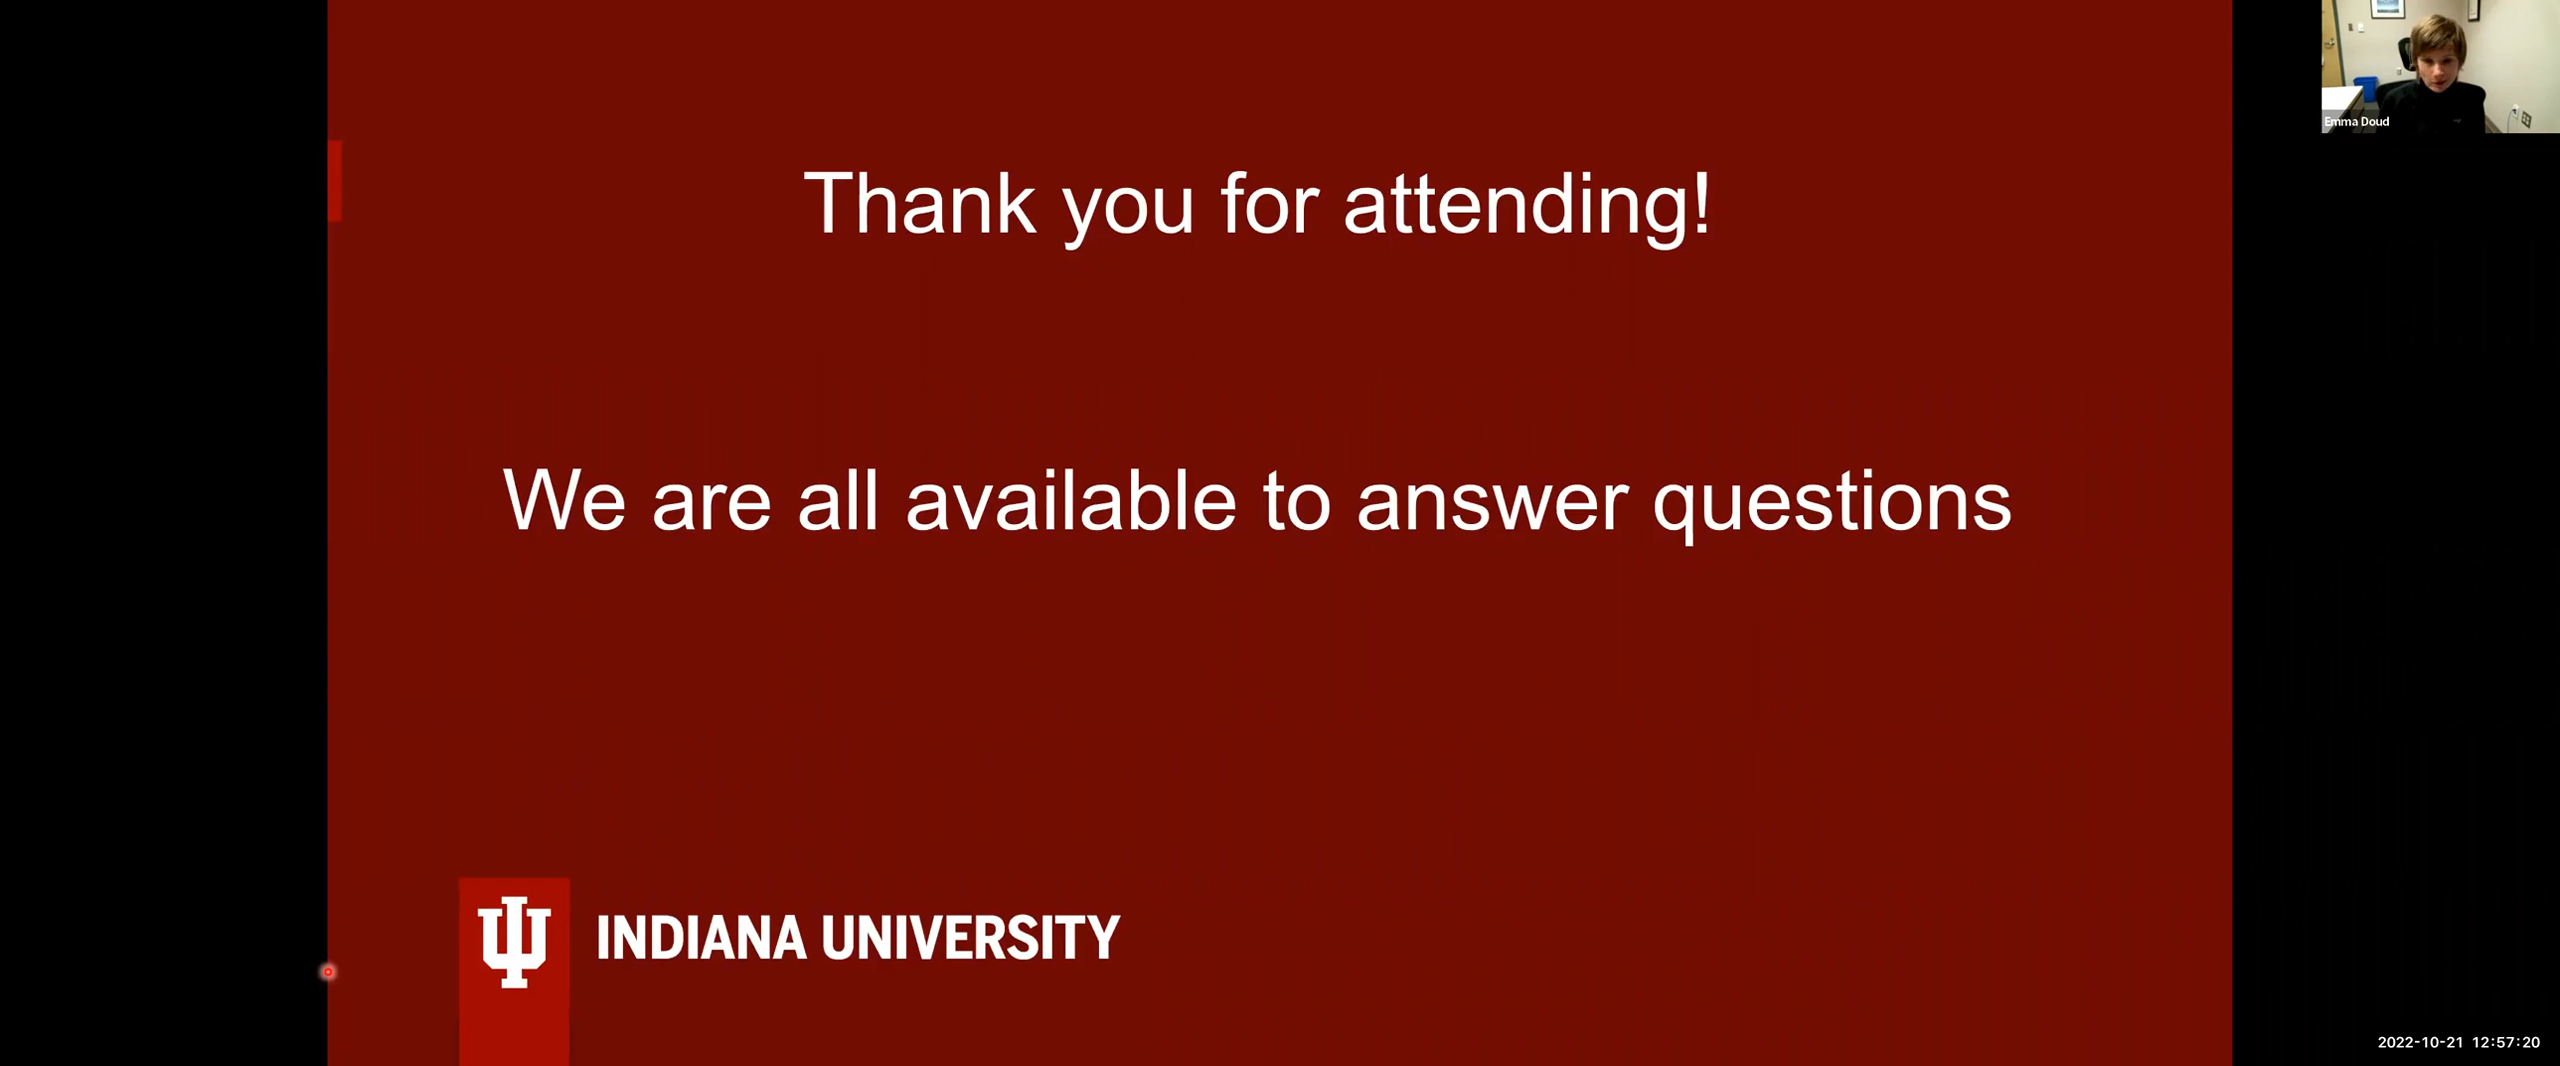 Thank you for attending!
Emma Doud
We are all available to answer questions
INDIANA UNIVERSITY
2022-10-21 12:57:20